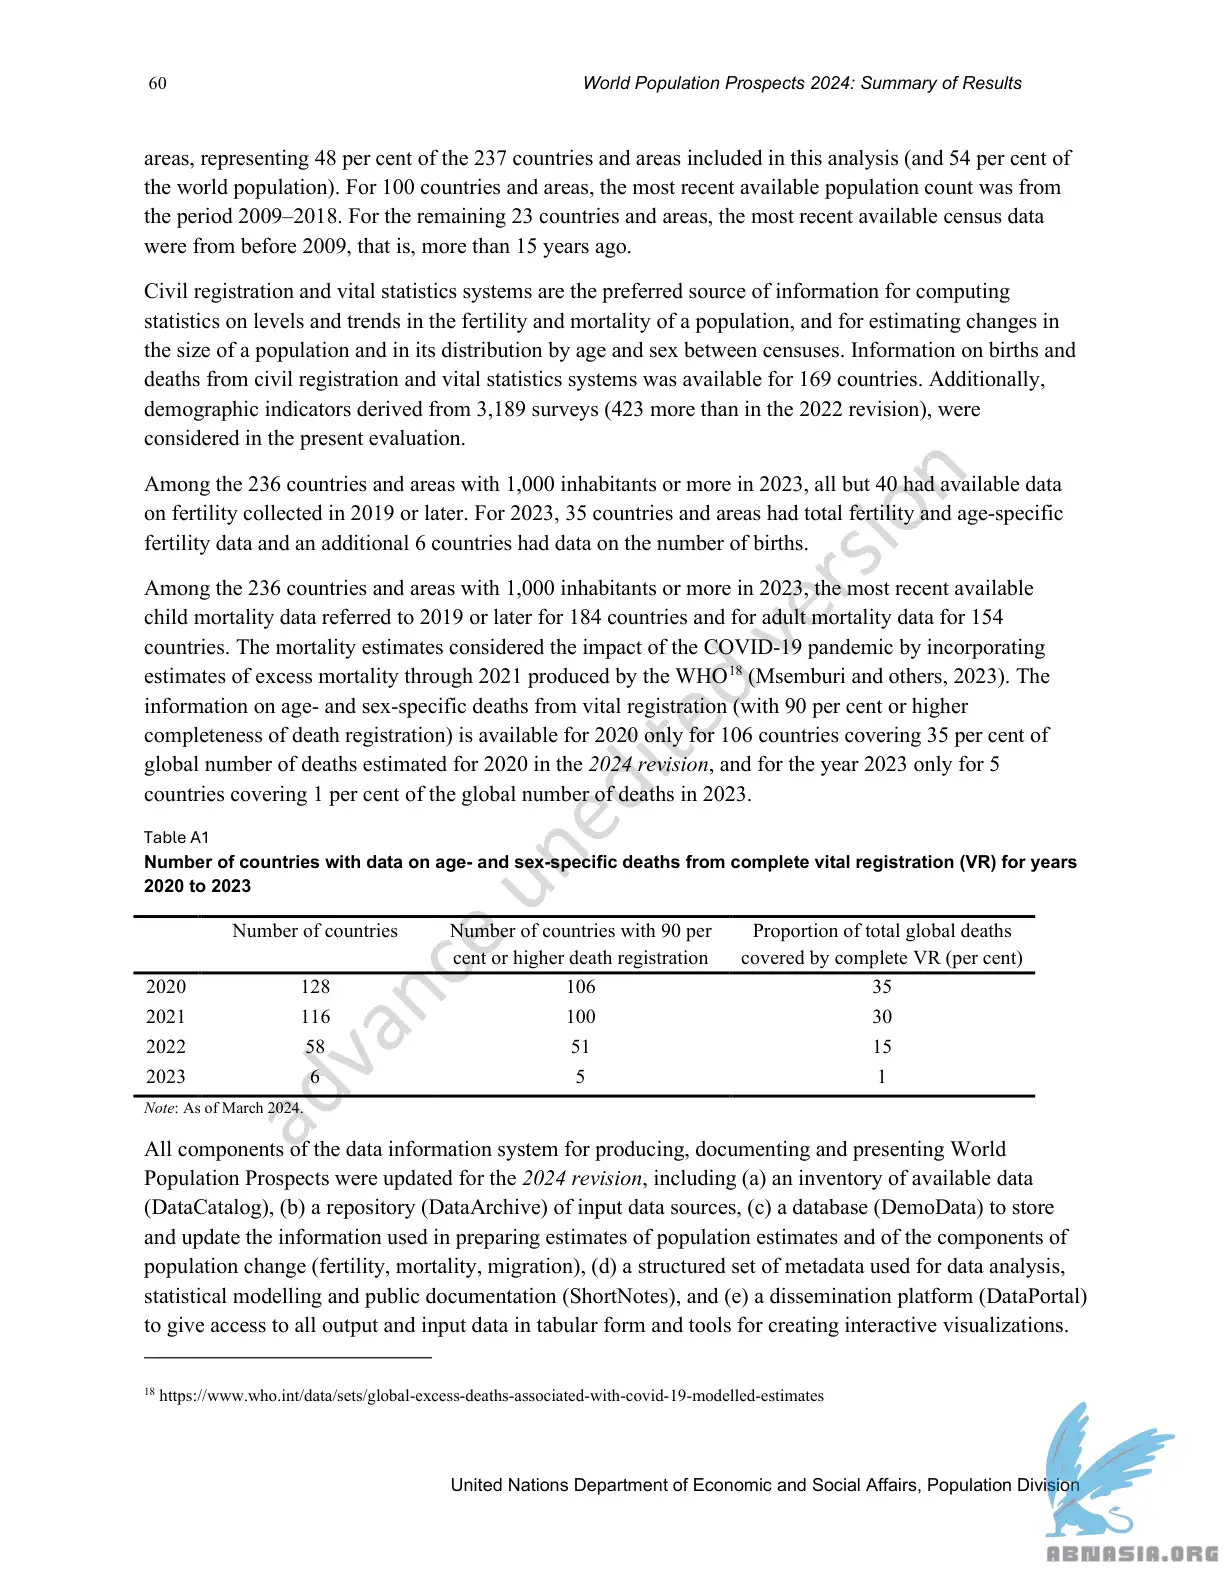 60
World Population Prospects 2024: Summary of Results
areas, representing 48 per cent of the 237 countries and areas included in this analysis (and 54 per cent of
the world population). For 100 countries and areas, the most recent available population count was from
the period 2009–2018. For the remaining 23 countries and areas, the most recent available census data
were from before 2009, that is, more than 15 years ago.
Civil registration and vital statistics systems are the preferred source of information for computing
statistics on levels and trends in the fertility and mortality of a population, and for estimating changes in
the size of a population and in its distribution by age and sex between censuses. Information on births and
deaths from civil registration and vital statistics systems was available for 169 countries. Additionally,
demographic indicators derived from 3,189 surveys (423 more than in the 2022 revision), were
considered in the present evaluation.
Among the 236 countries and areas with 1,000 inhabitants or more in 2023, all but 40 had available data
on fertility collected in 2019 or later. For 2023, 35 countries and areas had total fertility and age-specific
fertility data and an additional 6 countries had data on the number of births.
Among the 236 countries and areas with 1,000 inhabitants or more in 2023, the most recent available
child mortality data referred to 2019 or later for 184 countries and for adult mortality data for 154
countries. The mortality estimates considered the impact of the COVID-19 pandemic by incorporating
estimates of excess mortality through 2021 produced by the WHO18 (Msemburi and others, 2023). The
information on age- and sex-specific deaths from vital registration (with 90 per cent or higher
completeness of death registration) is available for 2020 only for 106 countries covering 35 per cent of
global number of deaths estimated for 2020 in the 2024 revision, and for the year 2023 only for 5
countries covering 1 per cent of the global number of deaths in 2023.
Table A1
Number of countries with data on age- and sex-specific deaths from complete vital registration (VR) for years
2020 to 2023
Number of countries Number of countries with 90 per Proportion of total global deaths
cent or higher death registration covered by complete VR (per cent)
2020 128 106 35
2021 116 100 30
2022 58 51 15
2023 6 5 1
Note: As of March 2024.
All components of the data information system for producing, documenting and presenting World
Population Prospects were updated for the 2024 revision, including (a) an inventory of available data
(DataCatalog), (b) a repository (DataArchive) of input data sources, (c) a database (DemoData) to store
and update the information used in preparing estimates of population estimates and of the components of
population change (fertility, mortality, migration), (d) a structured set of metadata used for data analysis,
statistical modelling and public documentation (ShortNotes), and (e) a dissemination platform (DataPortal)
to give access to all output and input data in tabular form and tools for creating interactive visualizations.
18 https://www.who.int/data/sets/global-excess-deaths-associated-with-covid-19-modelled-estimates
United Nations Department of Economic and Social Affairs, Population Division
advance unedited version
ABNASIA.ORG